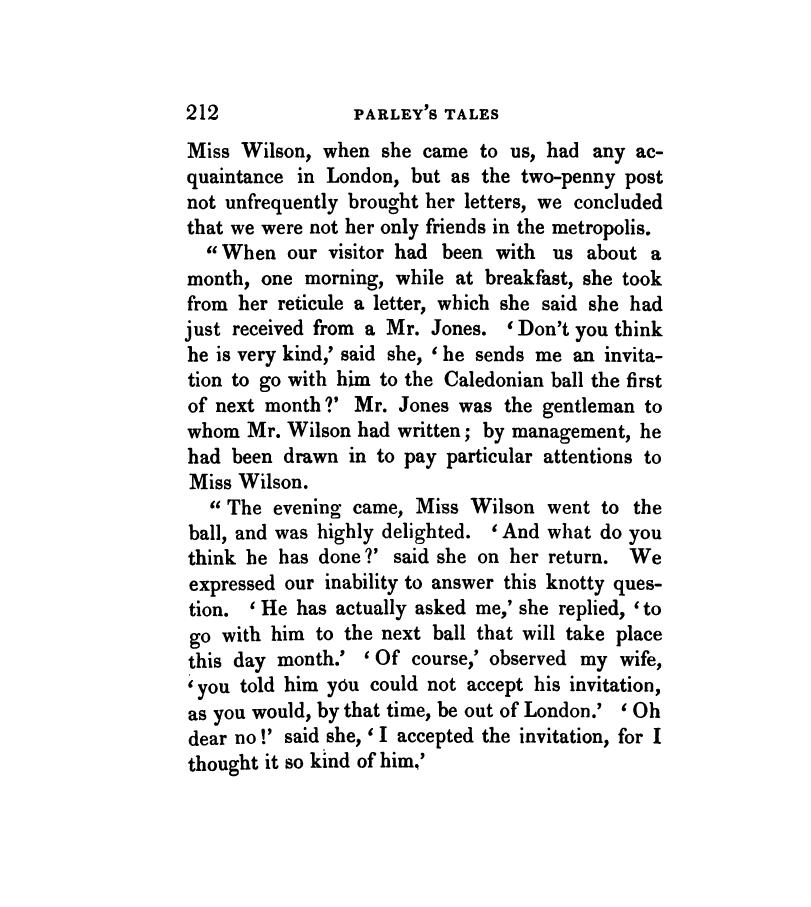 212 PARLEY'S TALES
Miss Wilson, when she came to us, had any ac-
quaintance in London, but as the two-penny post
not unfrequently brought her letters, we concluded
that we were not her only friends in the metropolis.
“When our visitor had been with us about a
month, one morning, while at breakfast, she took
from her reticule a letter, which she said she had
just received from a Mr. Jones. ‘Don’t you think
he is very kind,’ said she, ‘he sends me an invita-
tion to go with him to the Caledonian ball the first
of next month?’ Mr. Jones was the gentleman to
whom Mr. Wilson had written; by management, he
had been drawn in to pay particular attentions to
Miss Wilson.
“The evening came, Miss Wilson went to the
ball, and was highly delighted. ‘And what do you
think he has done?’ said she on her return. We
expressed our inability to answer this knotty ques-
tion. ‘He has actually asked me,’ she replied, ‘to
go with him to the next ball that will take place
this day month.’ ‘Of course,’ observed my wife,
‘you told him you could not accept his invitation,
as you would, by that time, be out of London.’ ‘Oh
dear no!’ said she, ‘I accepted the invitation, for I
thought it so kind of him.’